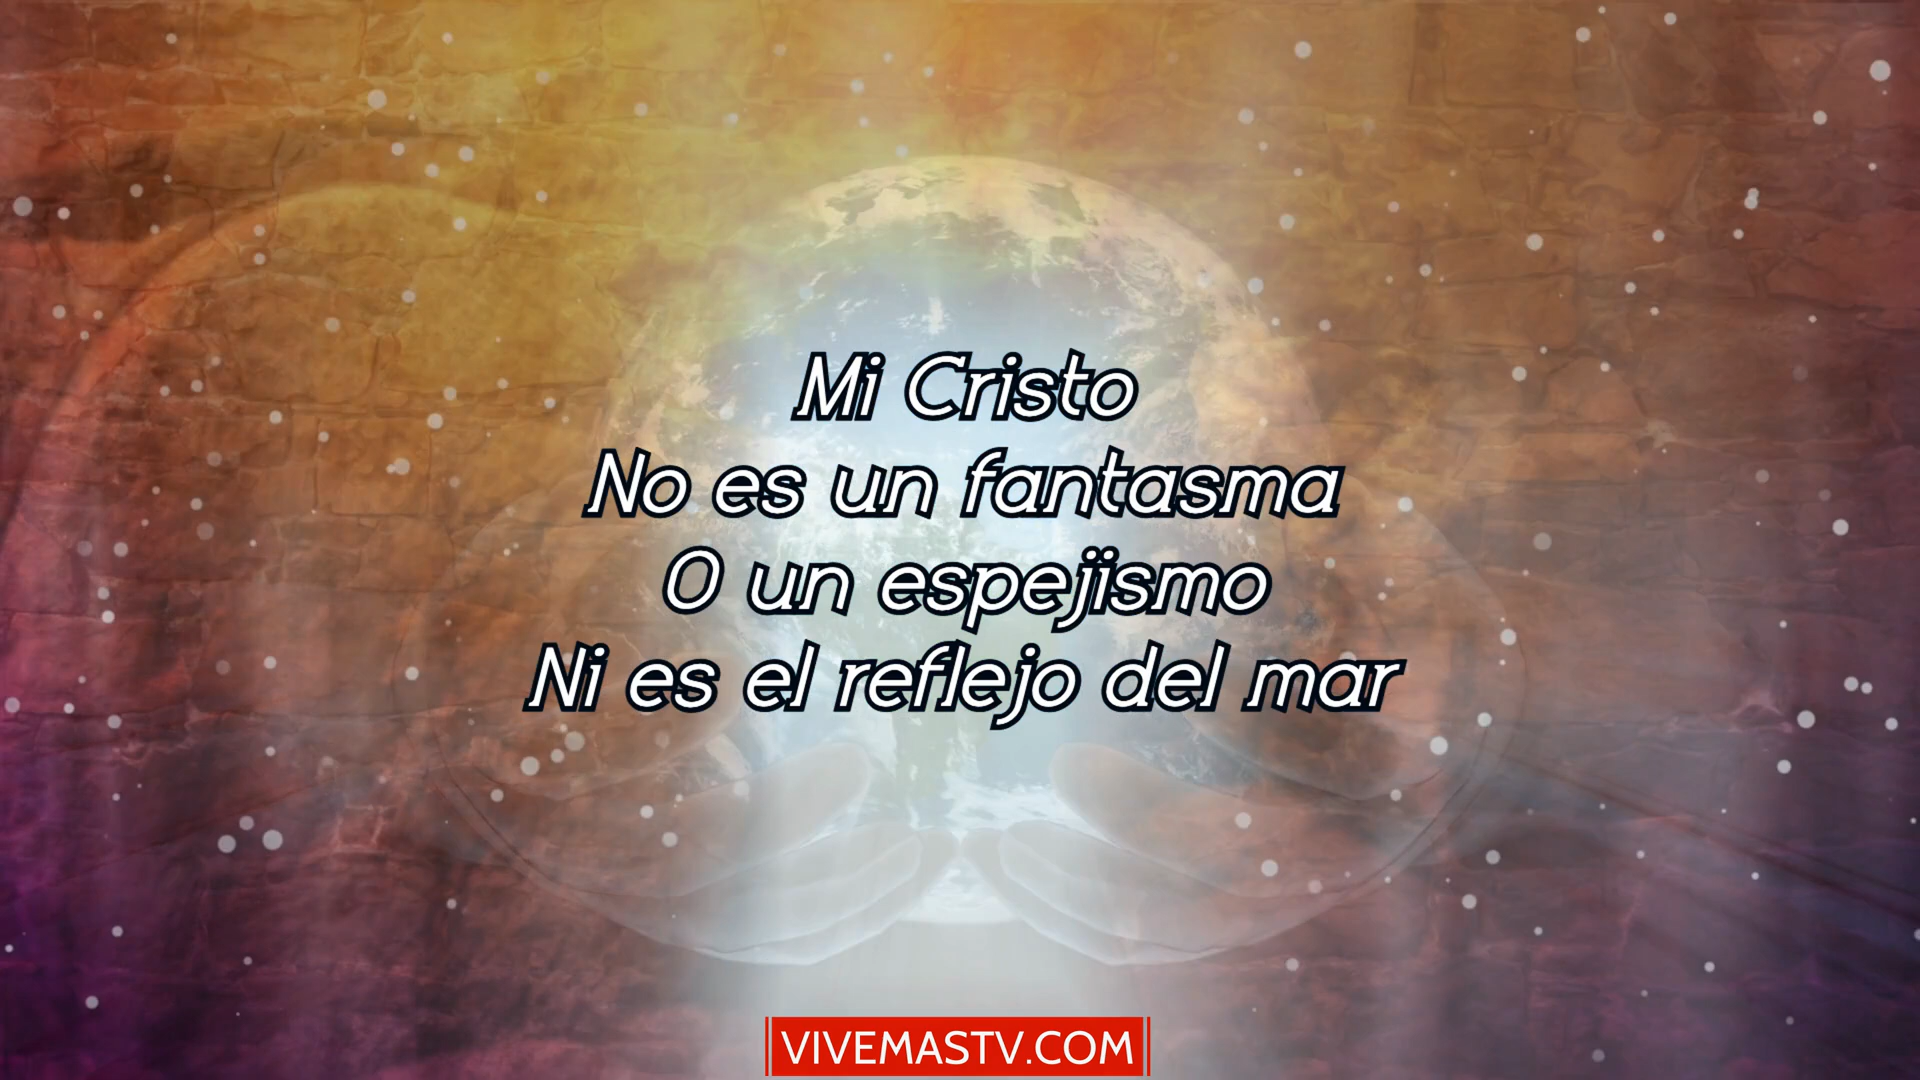 Mi Cristo
No es un fantasma
O un espejismo
Ni es el reflejo del mar
VIVEMASTV.COM